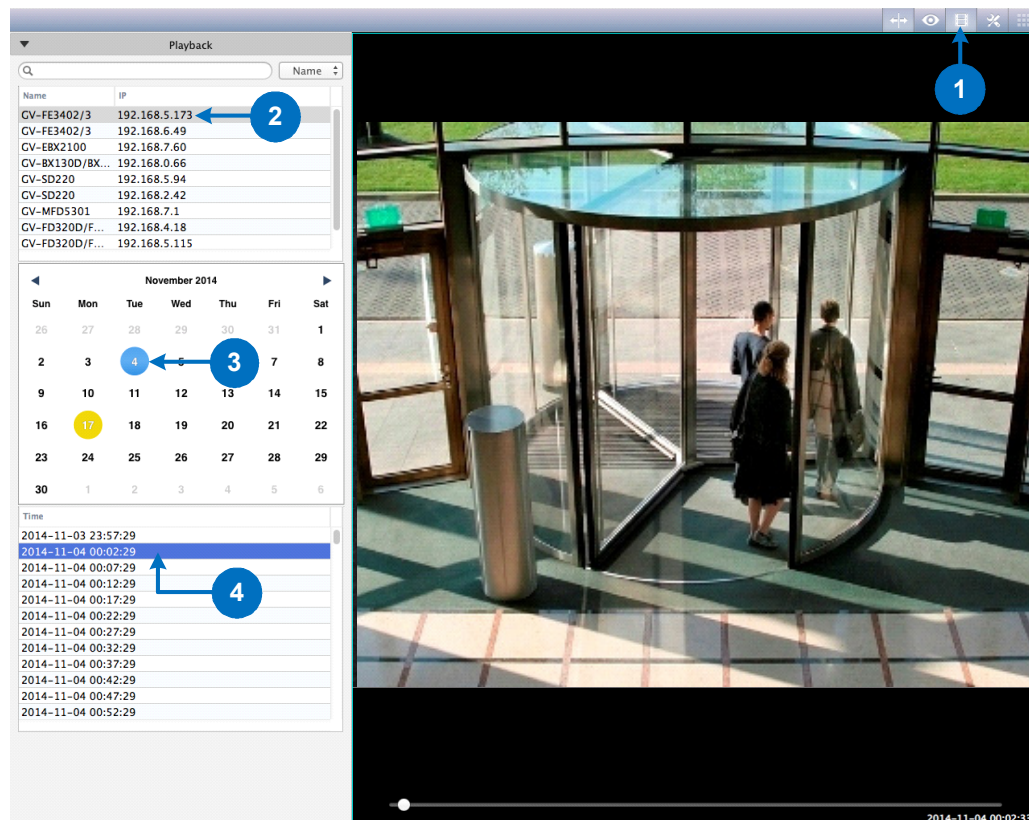 1
Playback
Name
Name IP
GV-FE3402/3 192.168.5.173
2
GV-FE3402/3 192.168.6.49
GV-EBX2100 192.168.7.60
GV-BX130D/BX... 192.168.0.66
GV-SD220 192.168.5.94
GV-SD220 192.168.2.42
GV-MFD5301 192.168.7.1
GV-FD320D/F... 192.168.4.18
GV-FD320D/F... 192.168.5.115
November 2014
Sun Mon Tue Wed Thu Fri Sat
26 27 28 29 30 31 1
2 3 4 5 3 7 8
9 10 11 12 13 14 15
16 17 18 19 20 21 22
23 24 25 26 27 28 29
30 1 2 3 4 5 6
Time
2014-11-03 23:57:29
2014-11-04 00:02:29
2014-11-04 00:07:29
2014-11-04 00:12:29
4
2014-11-04 00:17:29
2014-11-04 00:22:29
2014-11-04 00:27:29
2014-11-04 00:32:29
2014-11-04 00:37:29
2014-11-04 00:42:29
2014-11-04 00:47:29
2014-11-04 00:52:29
2014-11-04